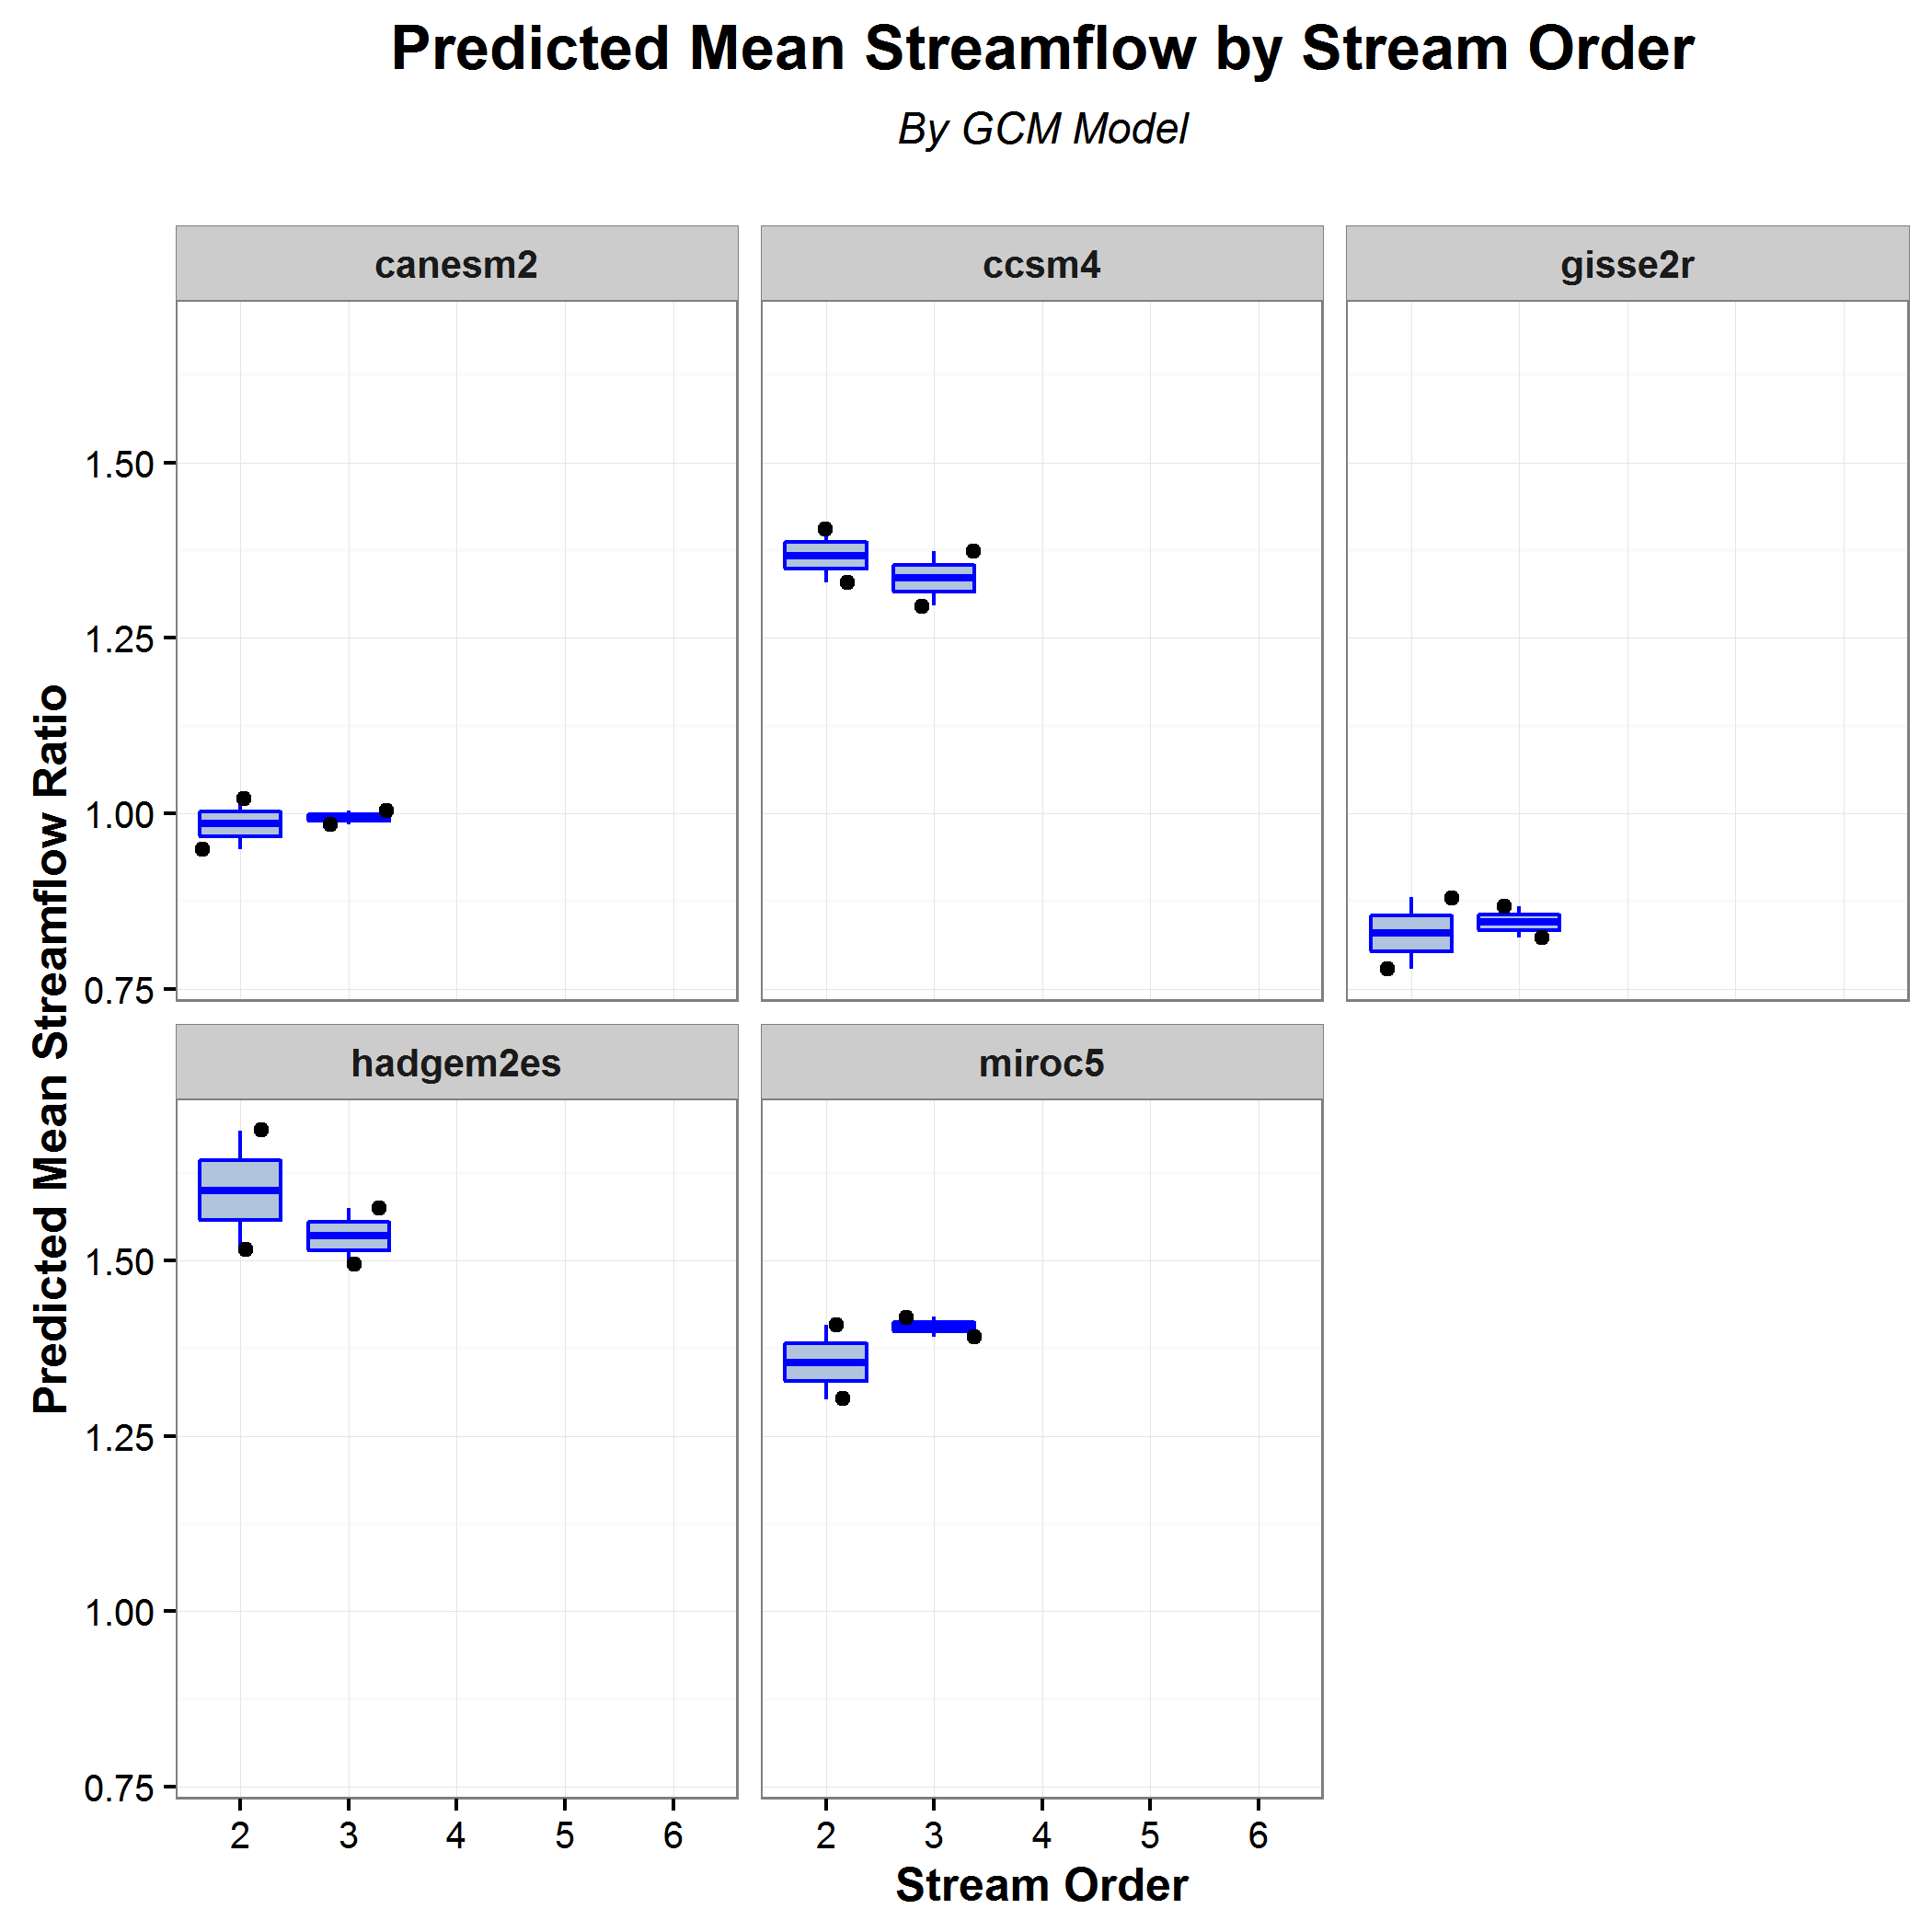 Predicted Mean Streamflow by Stream Order
By GCM Model
canesm2
ccsm4
gisse2r
1.50
1.25
1.00
0.75
Predicted Mean Streamflow Ratio
hadgem2es
miroc5
1.50
1.25
1.00
0.75
2 3 4 5 6
2 3 4 5 6
Stream Order